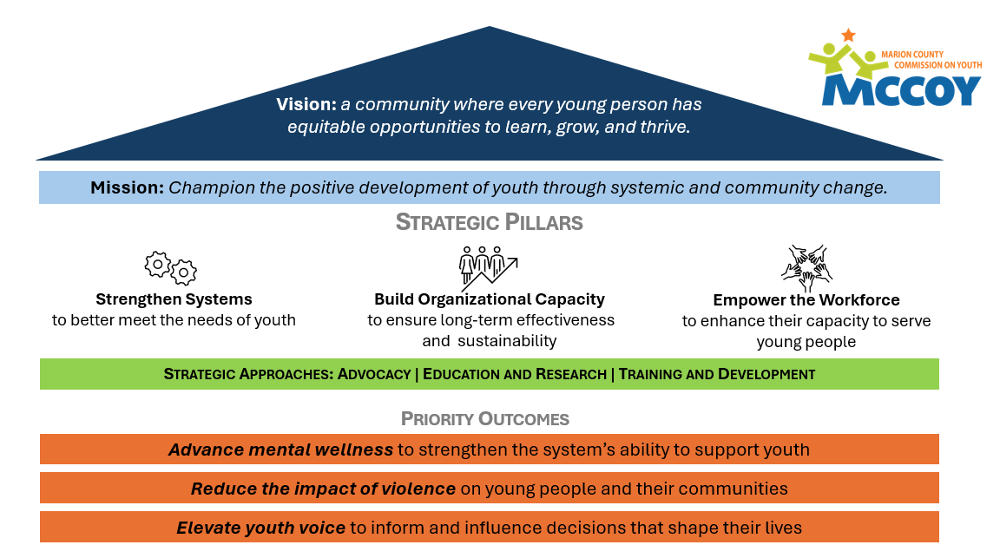 MARION COUNTY
COMMISSION ON YOUTH
MCCOY
Vision: a community where every young person has
equitable opportunities to learn, grow, and thrive.
Mission: Champion the positive development of youth through systemic and community change.
STRATEGIC PILLARS
Strengthen Systems
to better meet the needs of youth
Build Organizational Capacity
to ensure long-term effectiveness
and sustainability
Empower the Workforce
to enhance their capacity to serve
young people
STRATEGIC APPROACHES: ADVOCACY | EDUCATION AND RESEARCH | TRAINING AND DEVELOPMENT
PRIORITY OUTCOMES
Advance mental wellness to strengthen the system's ability to support youth
Reduce the impact of violence on young people and their communities
Elevate youth voice to inform and influence decisions that shape their lives